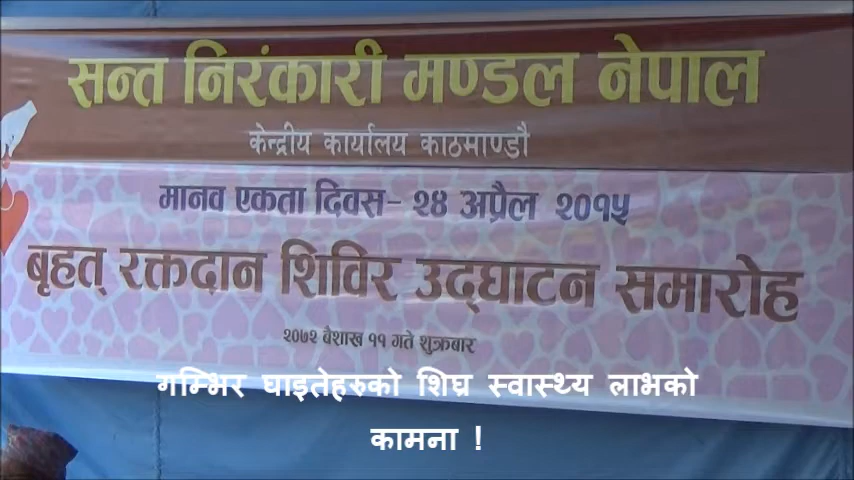 सन्त निरंकारी मण्डल नेपाल
केन्द्रीय कार्यालय काठमाण्डौ
मानव एकता दिवस- २४ अप्रैल २०१५
बृहत् रक्तदान शिविर उद्घाटन समारोह
२०७२ बैशाख ११ गते शुक्रबार
गम्भिर घाइतेहरुको शिघ्र स्वास्थ्य लाभको
कामना !